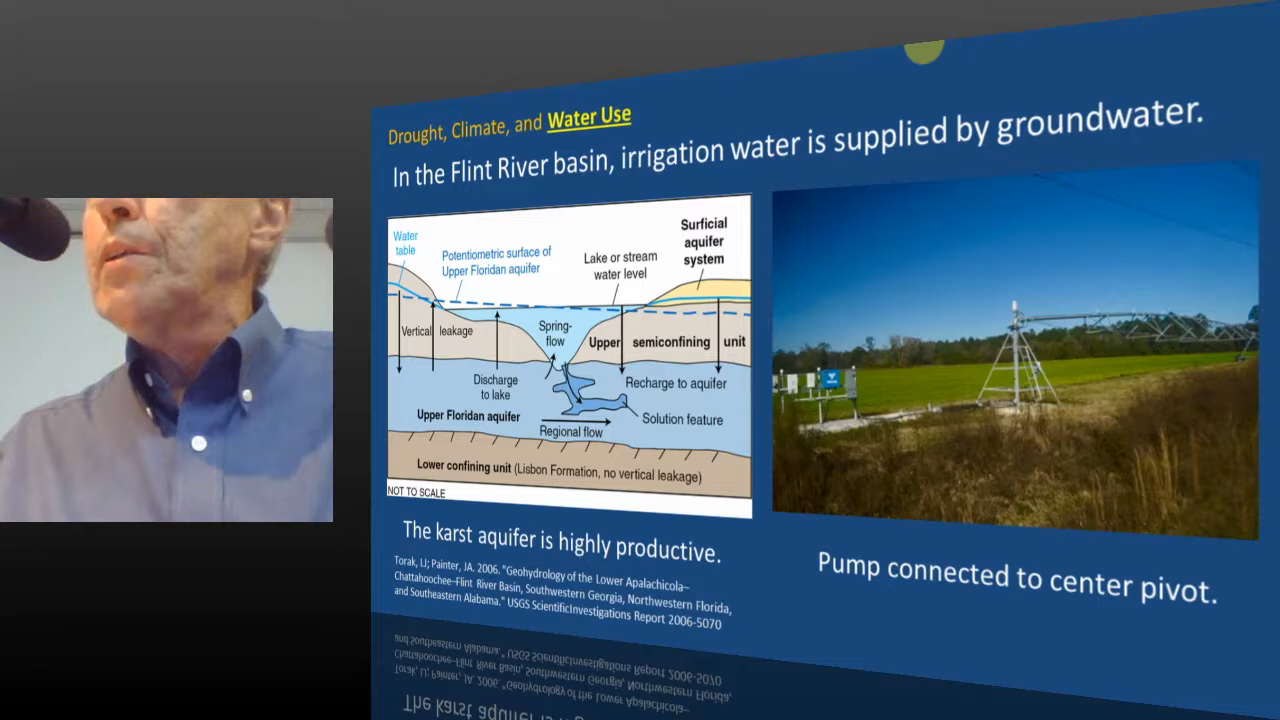 Drought, Climate, and Water Use
In the Flint River basin, irrigation water is supplied by groundwater.
Water
table
Potentiometric surface of
Upper Floridan aquifer
Lake or stream
water level
Surficial
aquifer
system
Vertical leakage
Spring-
flow
Upper semiconfining unit
Discharge
to lake
Recharge to aquifer
Upper Floridan aquifer
Solution feature
Regional flow
Lower confining unit (Lisbon Formation, no vertical leakage)
NOT TO SCALE
The karst aquifer is highly productive.
Torak, LJ; Painter, JA. 2006. "Geohydrology of the Lower Apalachicola–
Chattahoochee–Flint River Basin, Southwestern Georgia, Northwestern Florida,
and Southeastern Alabama." USGS ScientificInvestigations Report 2006-5070
Pump connected to center pivot.